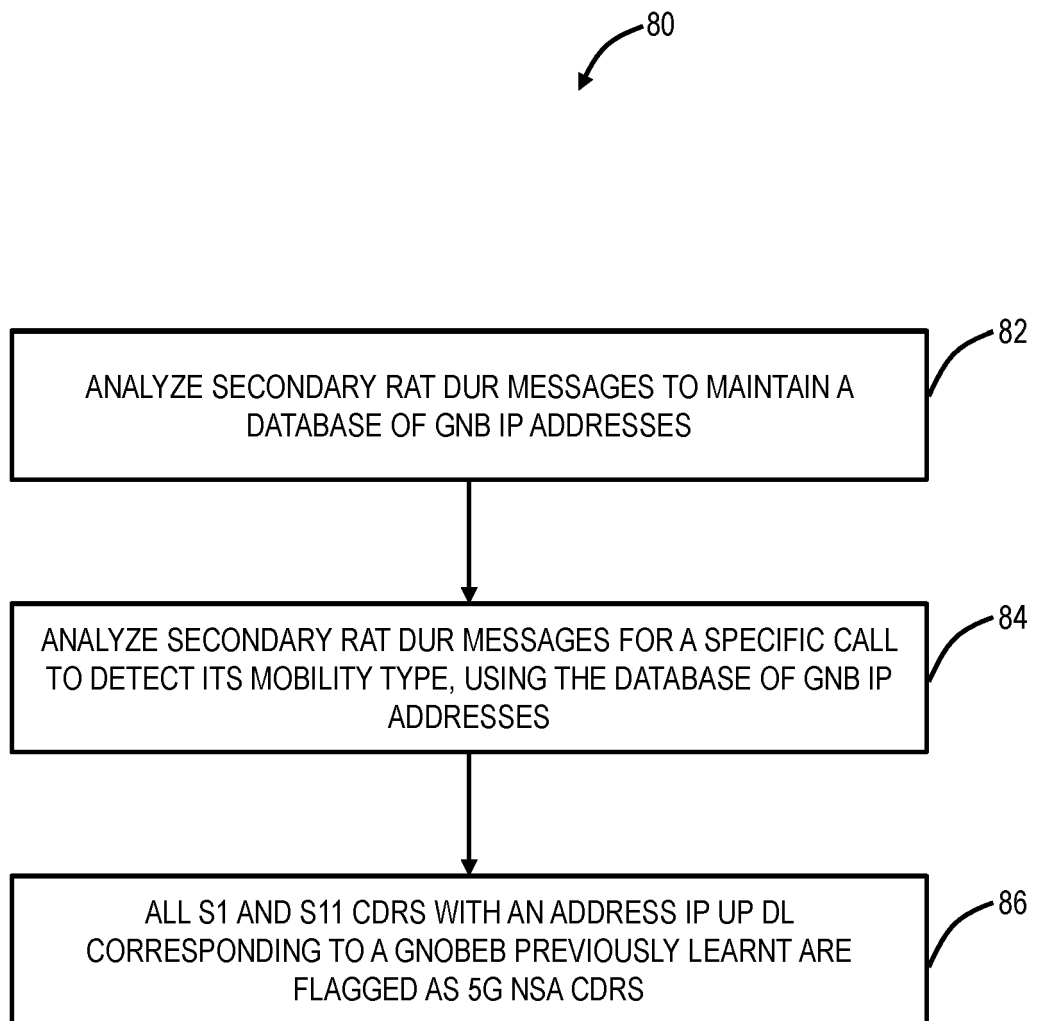 80
82
ANALYZE SECONDARY RAT DUR MESSAGES TO MAINTAIN A
DATABASE OF GNB IP ADDRESSES
84
ANALYZE SECONDARY RAT DUR MESSAGES FOR A SPECIFIC CALL
TO DETECT ITS MOBILITY TYPE, USING THE DATABASE OF GNB IP
ADDRESSES
86
ALL S1 AND S11 CDRS WITH AN ADDRESS IP UP DL
CORRESPONDING TO A GNOBEB PREVIOUSLY LEARNT ARE
FLAGGED AS 5G NSA CDRS